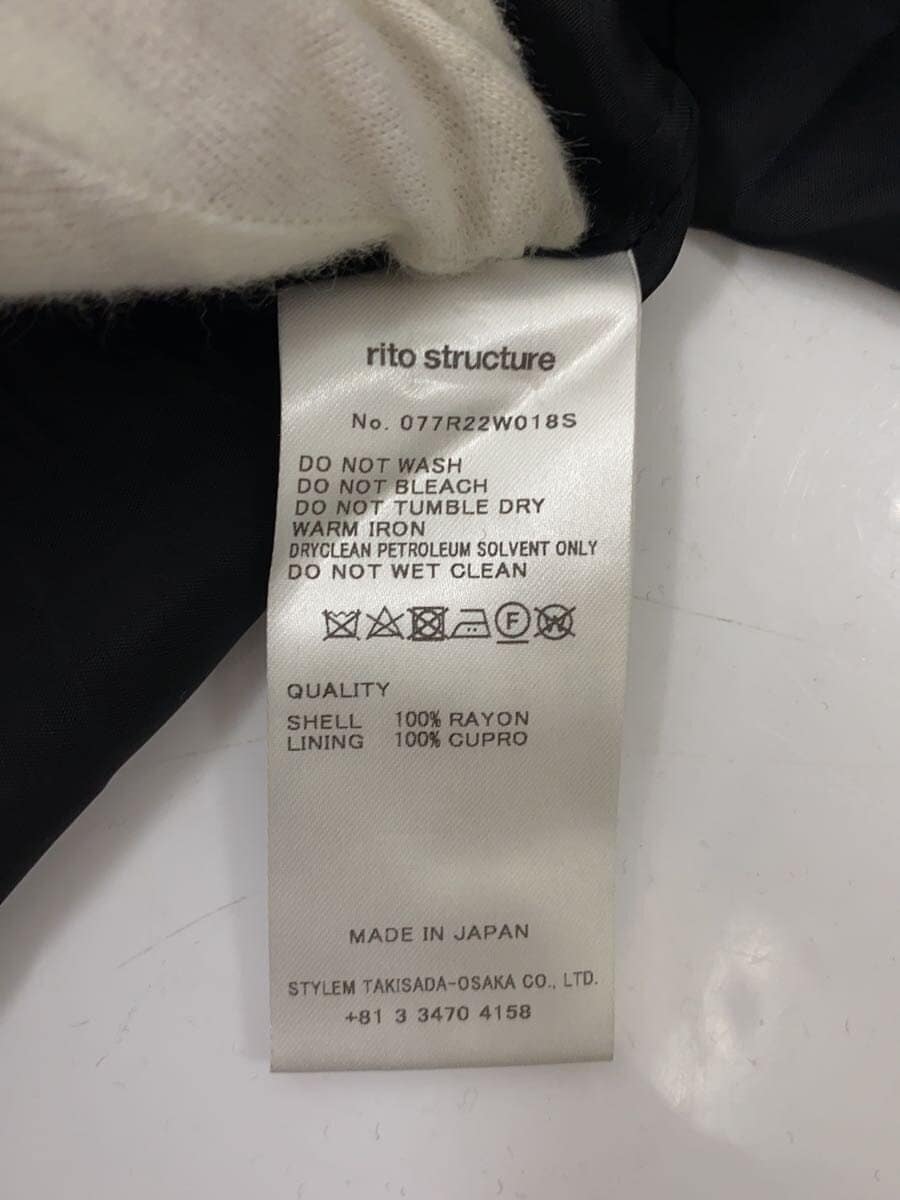 rito structure
No. 077R22W018S
DO NOT WASH
DO NOT BLEACH
DO NOT TUMBLE DRY
WARM IRON
DRYCLEAN PETROLEUM SOLVENT ONLY
DO NOT WET CLEAN
F W
QUALITY
SHELL 100% RAYON
LINING 100% CUPRO
MADE IN JAPAN
STYLEM TAKISADA-OSAKA CO., LTD.
+81 3 3470 4158